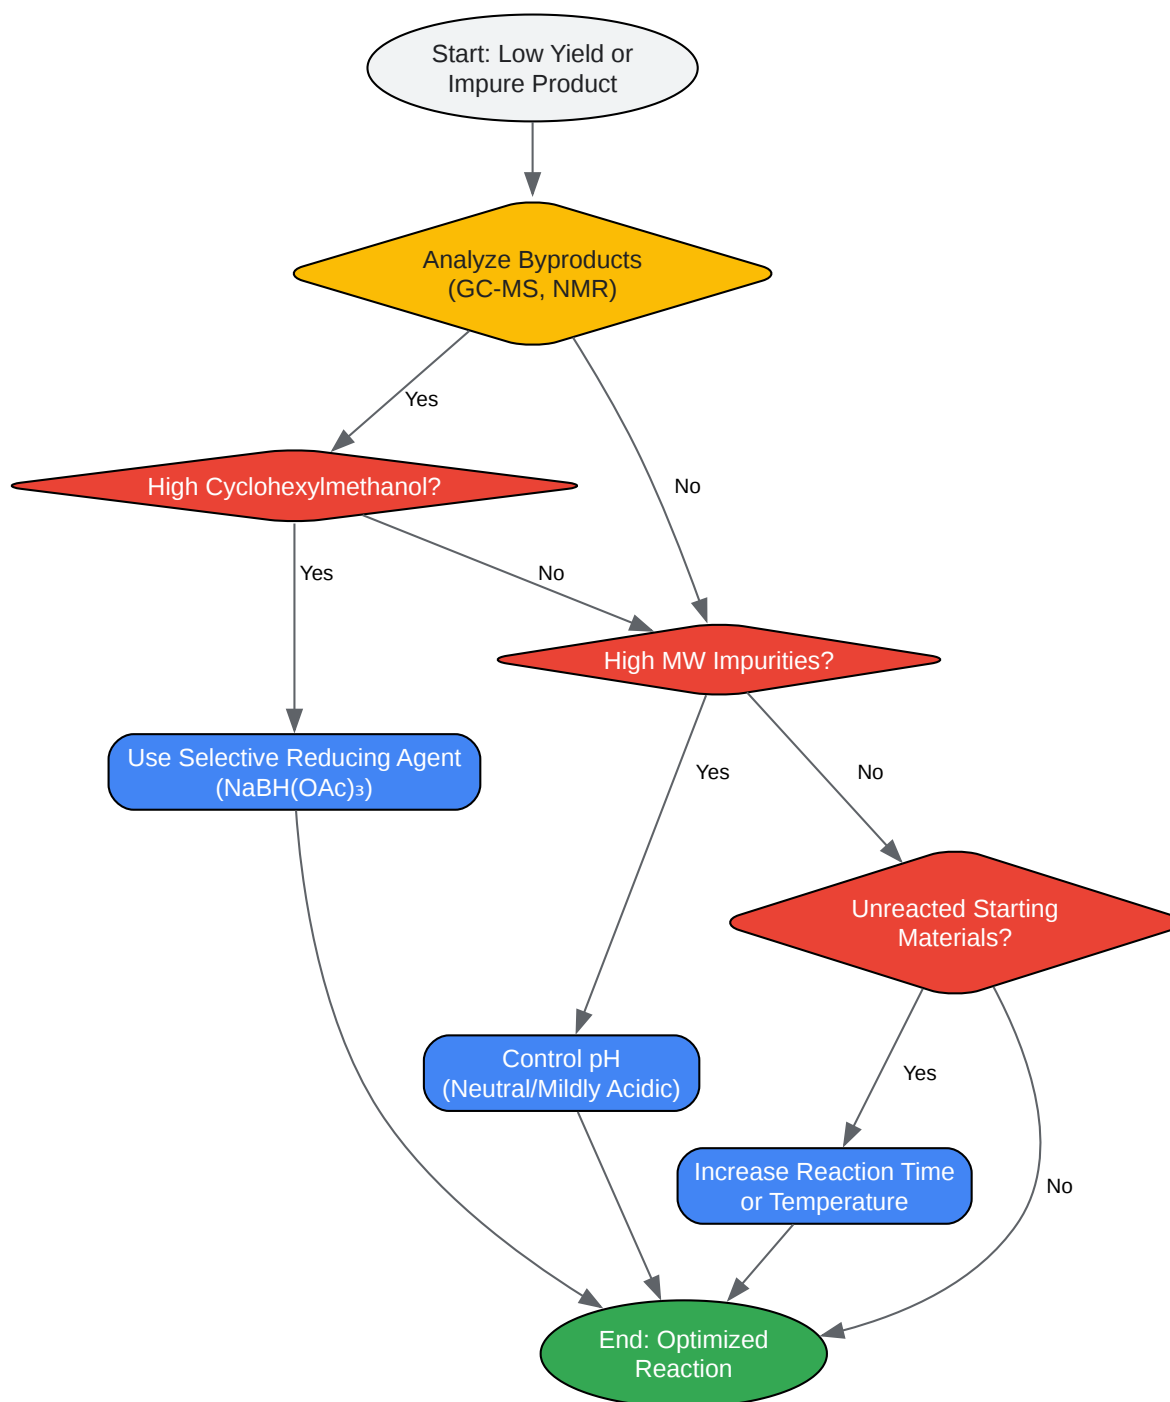 Start: Low Yield or
Impure Product
Analyze Byproducts
(GC-MS, NMR)
Yes
No
High Cyclohexylmethanol?
Yes
No
High MW Impurities?
Use Selective Reducing Agent
(NaBH(OAc)₃)
Yes
No
Unreacted Starting
Materials?
Control pH
(Neutral/Mildly Acidic)
Yes
No
Increase Reaction Time
or Temperature
End: Optimized
Reaction